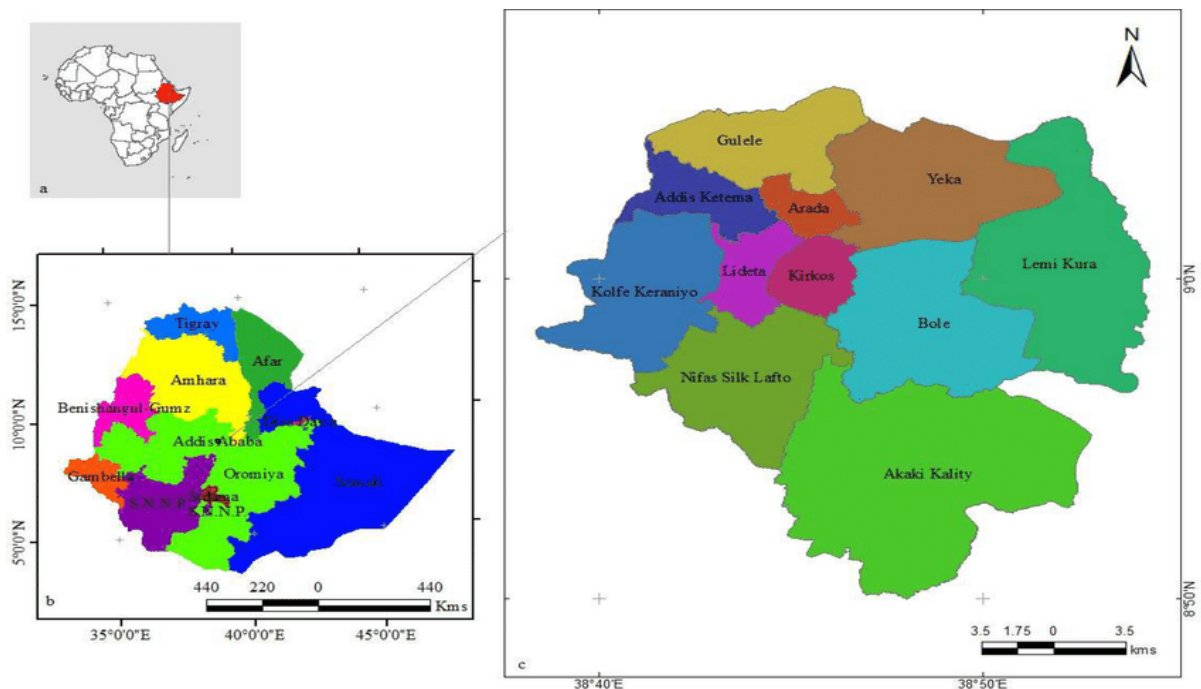 a
15°0'0"N
10°0'0"N
5°0'0"N
Tigray
Afar
Amhara
Benishangul-Gumz
Addis Ababa
Gambella
Oromiya
S.N.N.P.
440 220 0 440
Kms
b
35°0'0"E 40°0'0"E 45°0'0"E
N
Gulele
Yeka
Addis Ketema
Arada
Lemi Kura
Lideta
Kirkos
Kolfe Keraniyo
Bole
Nifas Silk Lafto
Akaki Kality
9°0'N
8°50'N
3.5 1.75 0 3.5
kms
c
38°40'E 38°50'E